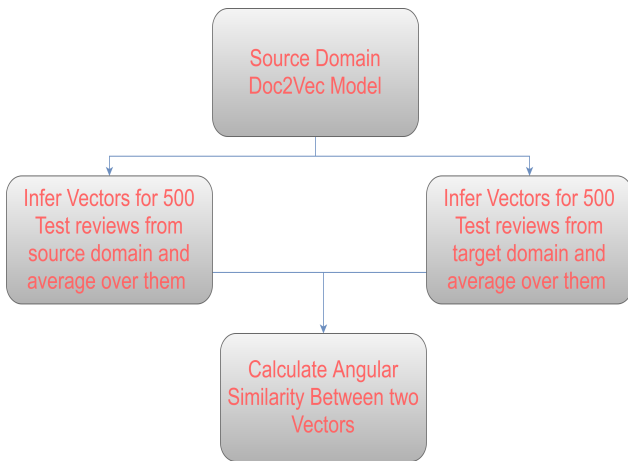 Source Domain
Doc2Vec Model
Infer Vectors for 500
Test reviews from
source domain and
average over them
Infer Vectors for 500
Test reviews from
target domain and
average over them
Calculate Angular
Similarity Between two
Vectors